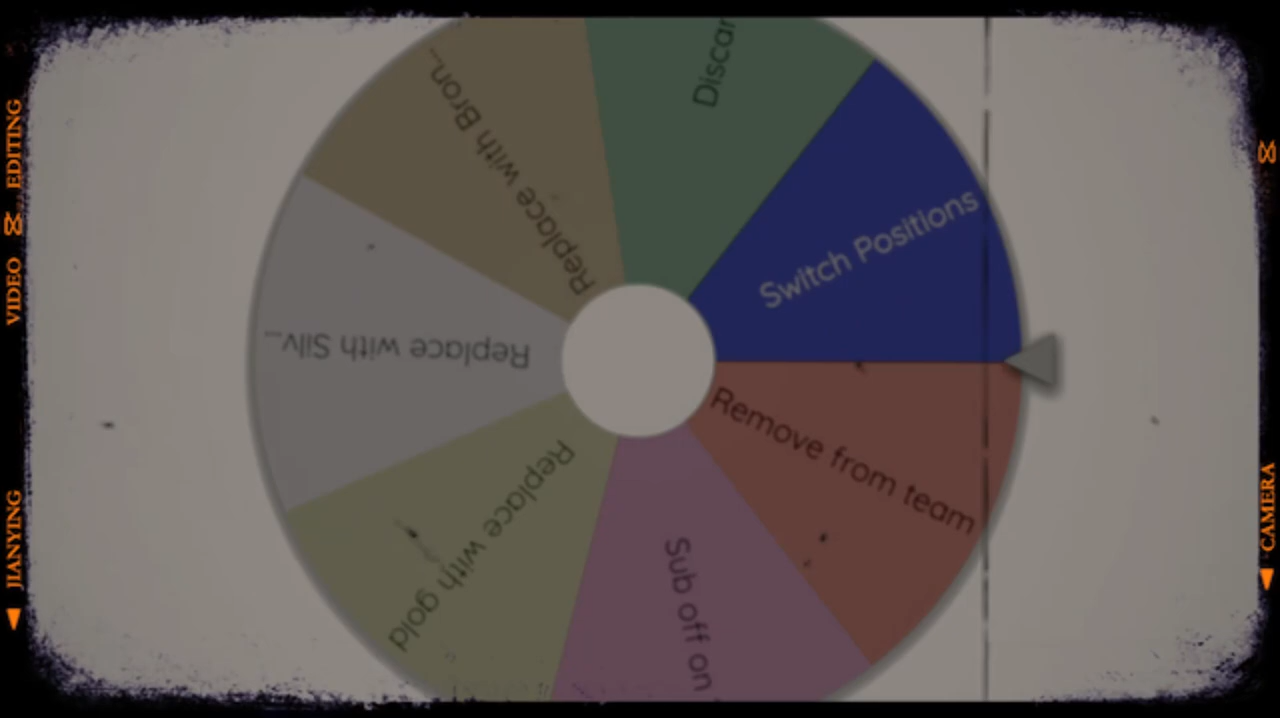 EDITING
VIDEO
JIANYING
CAMERA
Discar
Switch Positions
Remove from team
Sub off on
Replace with gold
Replace with Silv...
Replace with Bron...